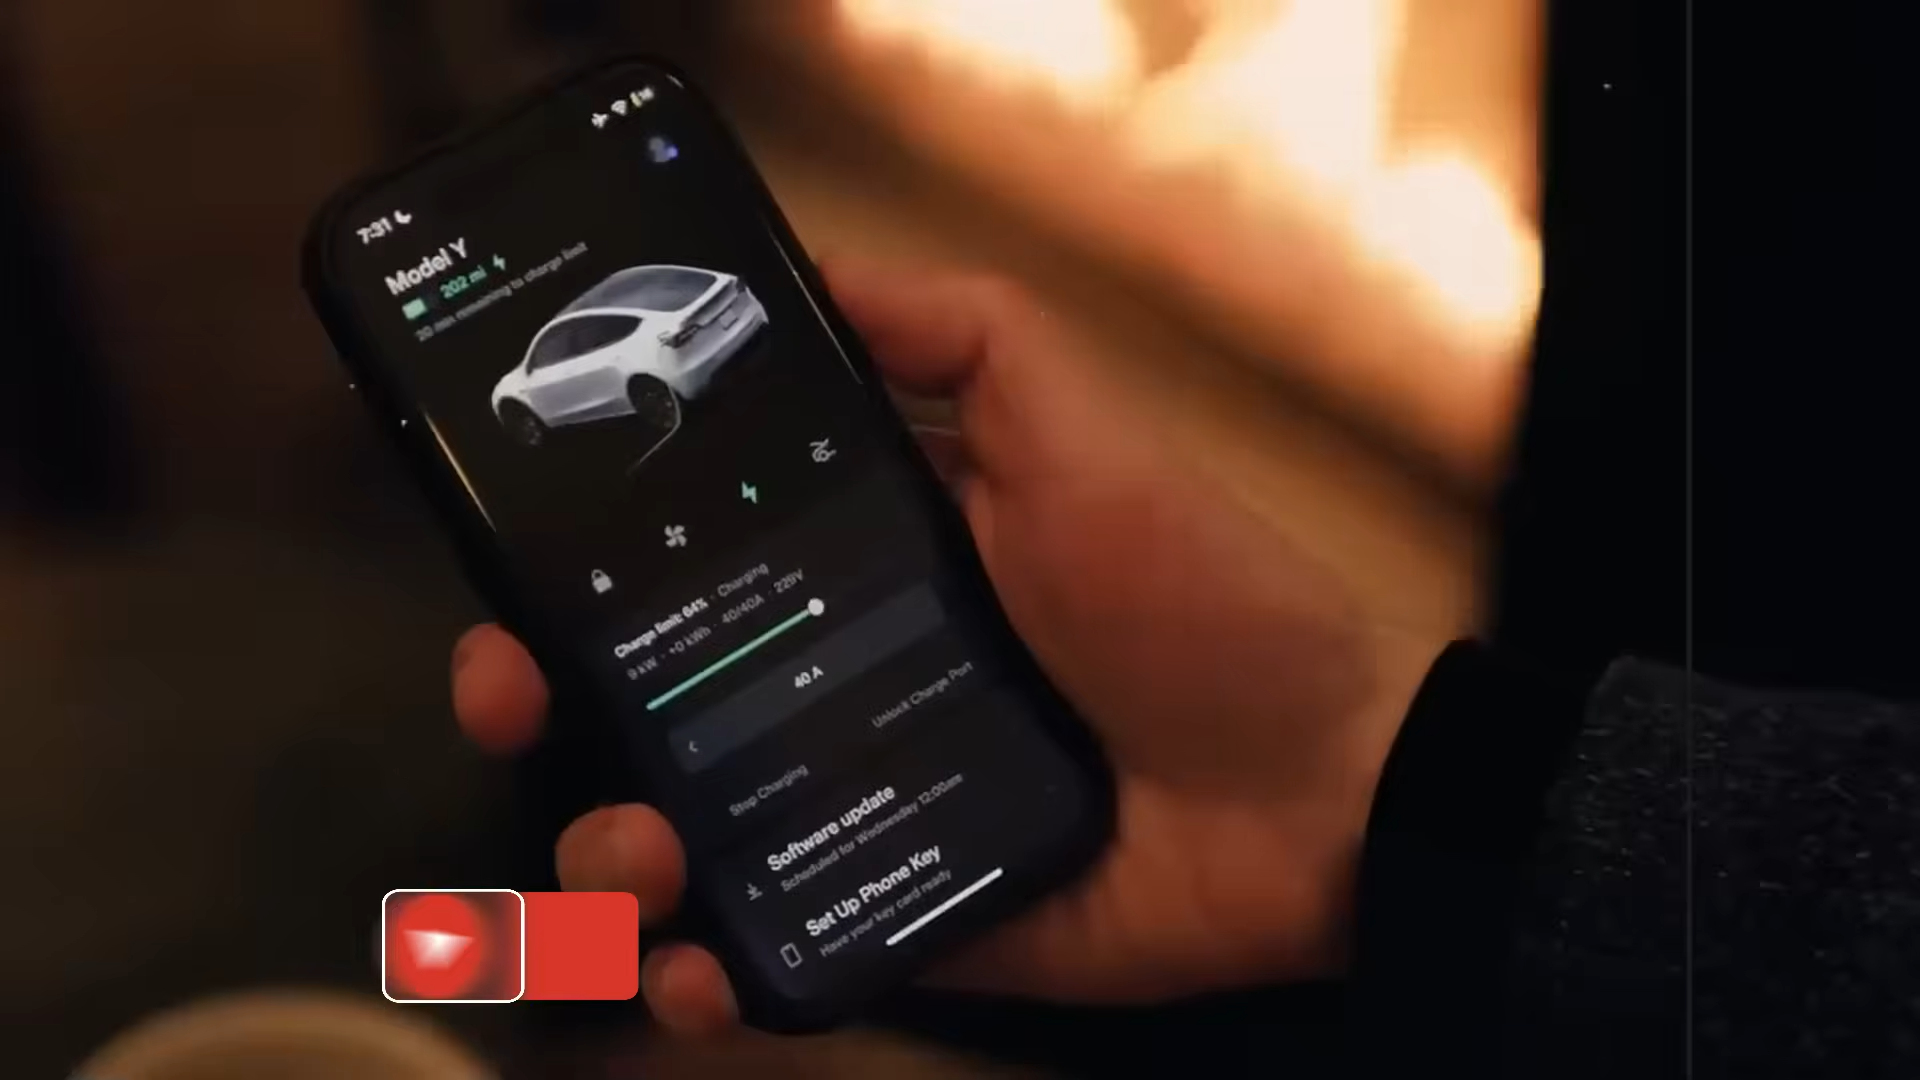 7:31
Model Y
202 mi
20 min remaining to charge limit
Charge limit: 64% · Charging
9 kW · +0 kWh · 40/40A · 229V
40 A
Unlock Charge Port
Stop Charging
Software update
Scheduled for Wednesday 12:00am
Set Up Phone Key
Have your key card ready